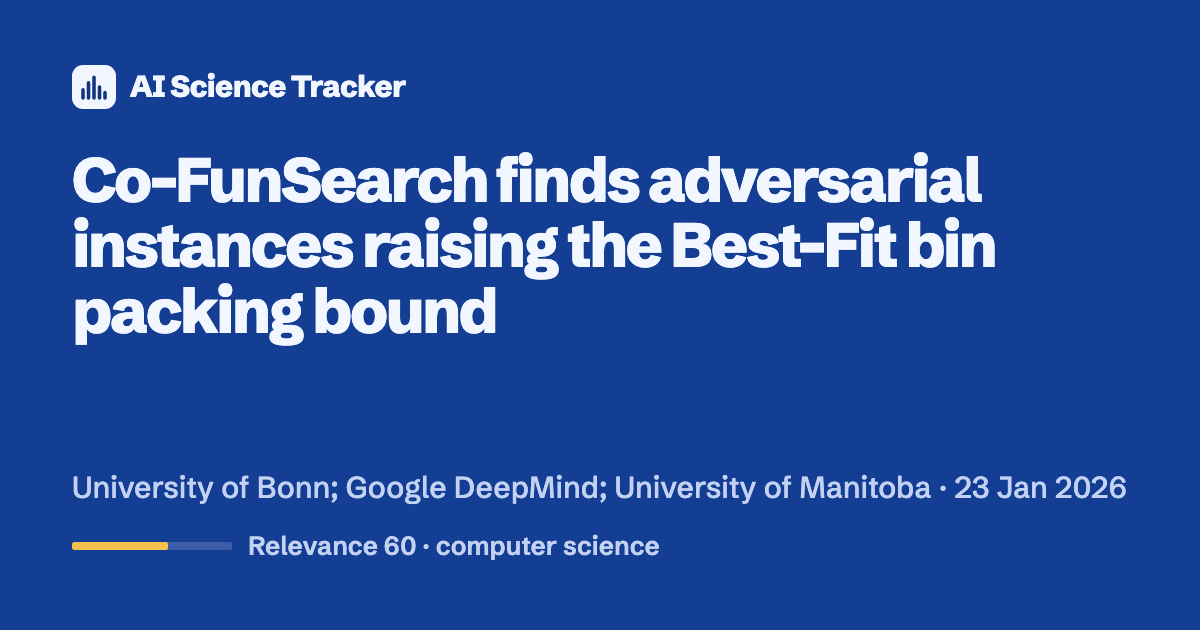 AI Science Tracker
Co-FunSearch finds adversarial
instances raising the Best-Fit bin
packing bound
University of Bonn; Google DeepMind; University of Manitoba · 23 Jan 2026
Relevance 60 · computer science